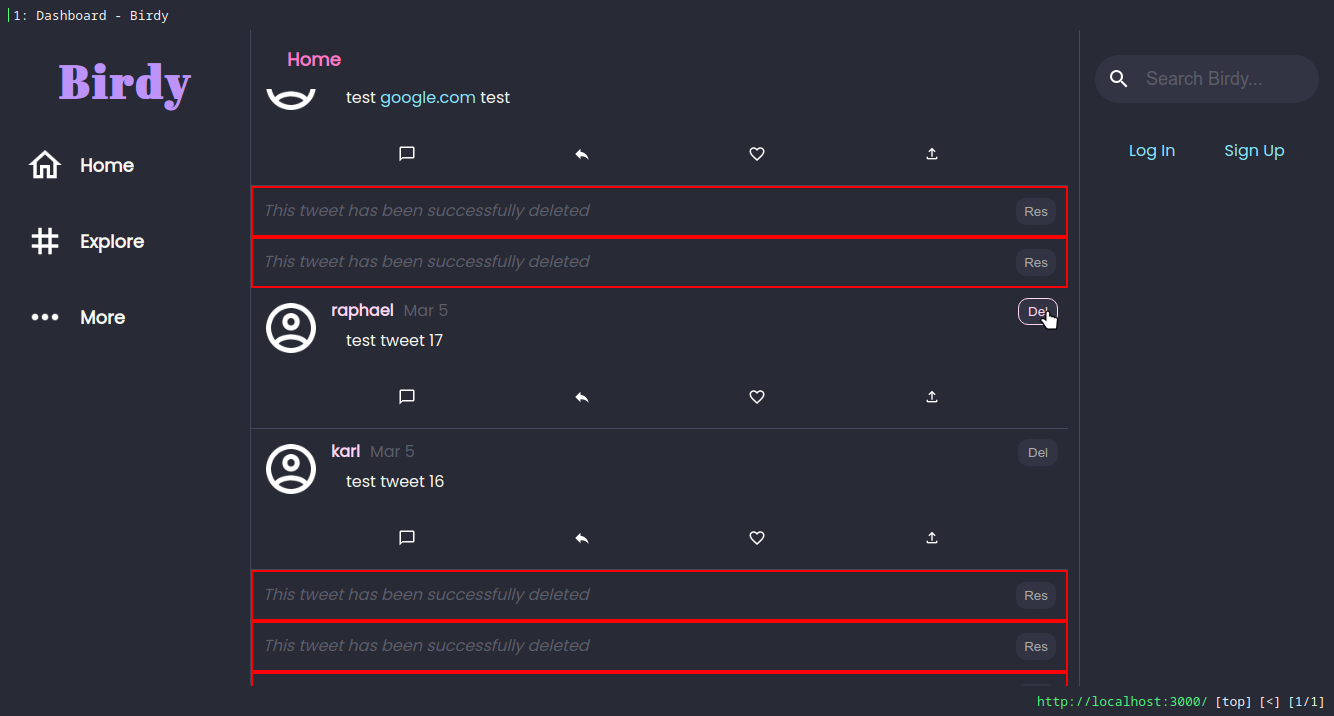 1: Dashboard - Birdy
Birdy
Home
Explore
More
Home
test google.com test
This tweet has been successfully deleted Res
This tweet has been successfully deleted Res
raphael Mar 5 Del
test tweet 17
karl Mar 5 Del
test tweet 16
This tweet has been successfully deleted Res
This tweet has been successfully deleted Res
Search Birdy...
Log In Sign Up
http://localhost:3000/ [top] [<] [1/1]